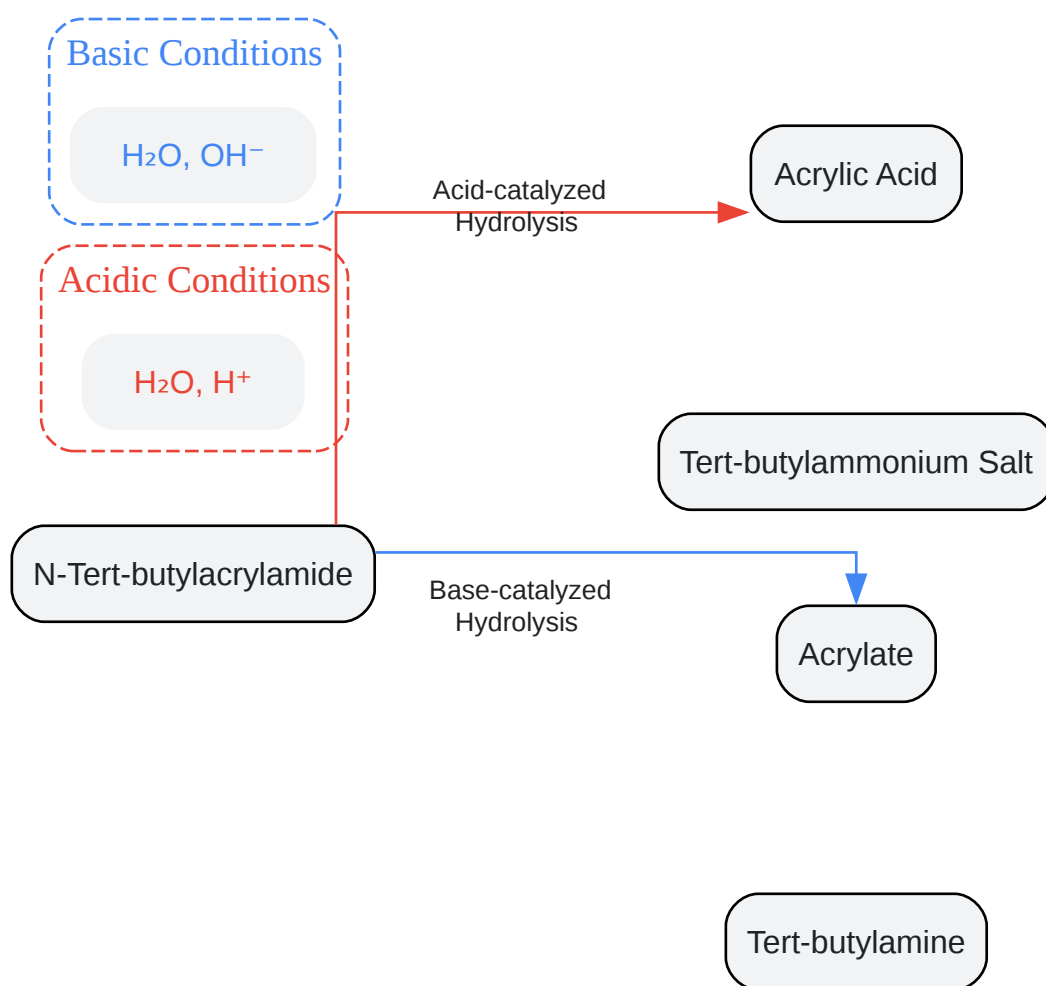 Basic Conditions
H₂O, OH⁻
Acid-catalyzed
Hydrolysis
Acrylic Acid
Acidic Conditions
H₂O, H⁺
Tert-butylammonium Salt
N-Tert-butylacrylamide
Base-catalyzed
Hydrolysis
Acrylate
Tert-butylamine